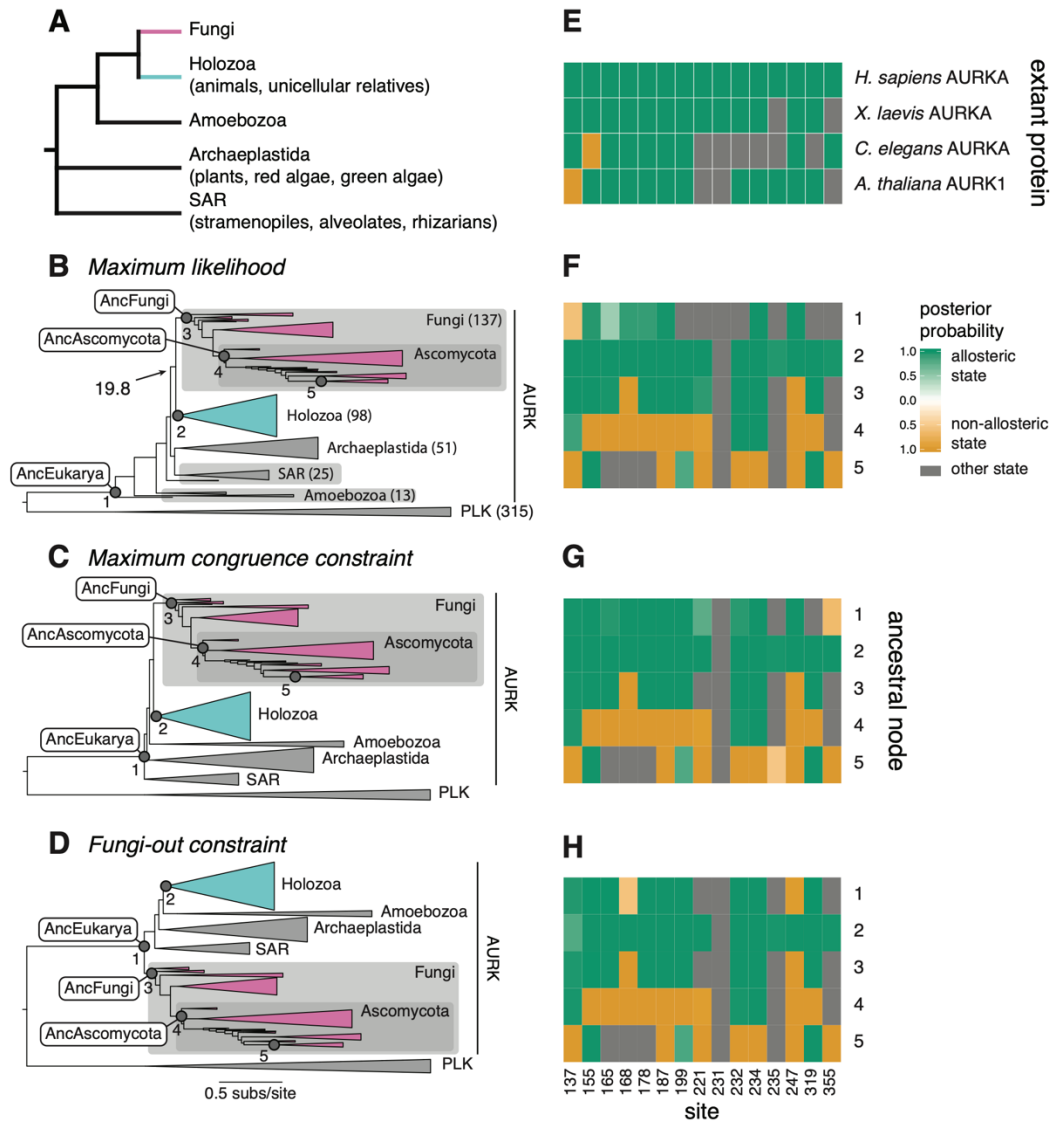 A
Fungi
Holozoa
(animals, unicellular relatives)
Amoebozoa
Archaeplastida
(plants, red algae, green algae)
SAR
(stramenopiles, alveolates, rhizarians)
B Maximum likelihood
AncFungi
3
Fungi (137)
AncAscomycota
Ascomycota
4
5
19.8
AURK
Holozoa (98)
2
Archaeplastida (51)
SAR (25)
AncEukarya
Amoebozoa (13)
1
PLK (315)
C Maximum congruence constraint
AncFungi
3
Fungi
AncAscomycota
Ascomycota
4
5
AURK
Holozoa
2
AncEukarya
Amoebozoa
Archaeplastida
1
SAR
PLK
D Fungi-out constraint
Holozoa
2
Amoebozoa
AncEukarya
Archaeplastida
AURK
1
SAR
Fungi
AncFungi
3
Ascomycota
AncAscomycota
4
5
PLK
0.5 subs/site
E
H. sapiens AURKA
X. laevis AURKA
C. elegans AURKA
A. thaliana AURK1
extant protein
F
1
2
3
4
5
posterior
probability
1.0
0.5
0.0
0.5
1.0
allosteric
state
non-allosteric
state
other state
G
1
2
3
4
5
ancestral node
H
1
2
3
4
5
137 155 165 168 178 187 199 221 231 232 234 235 247 319 355
site